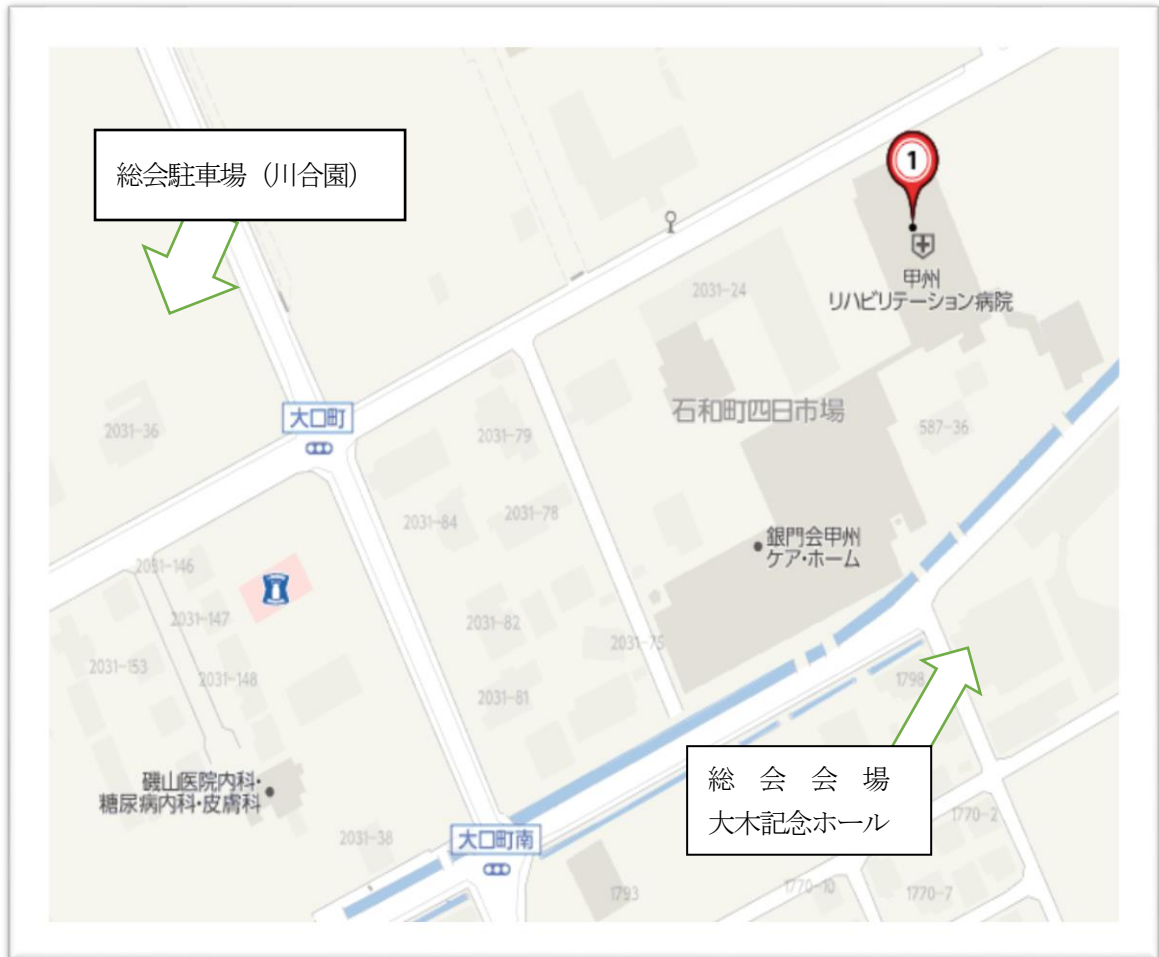 総会駐車場（川合園）
1
甲州
リハビリテーション病院
2031-24
石和町四日市場
587-36
大口町
2031-36
2031-79
2031-84
2031-78
銀門会甲州
ケア・ホーム
2031-146
2031-147
2031-82
2031-75
2031-153
2031-148
2031-81
1798
磯山医院内科・
糖尿病内科・皮膚科
総会会場
大木記念ホール
2031-38
大口町南
1770-2
1793
1770-10
1770-7